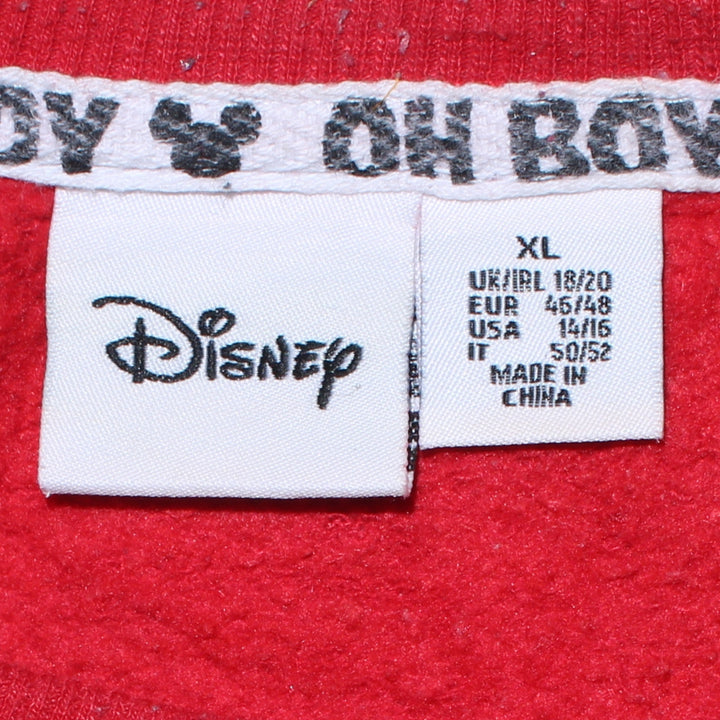 OY OH BOY
Disney
XL
UK/IRL 18/20
EUR 46/48
USA 14/16
IT 50/52
MADE IN
CHINA